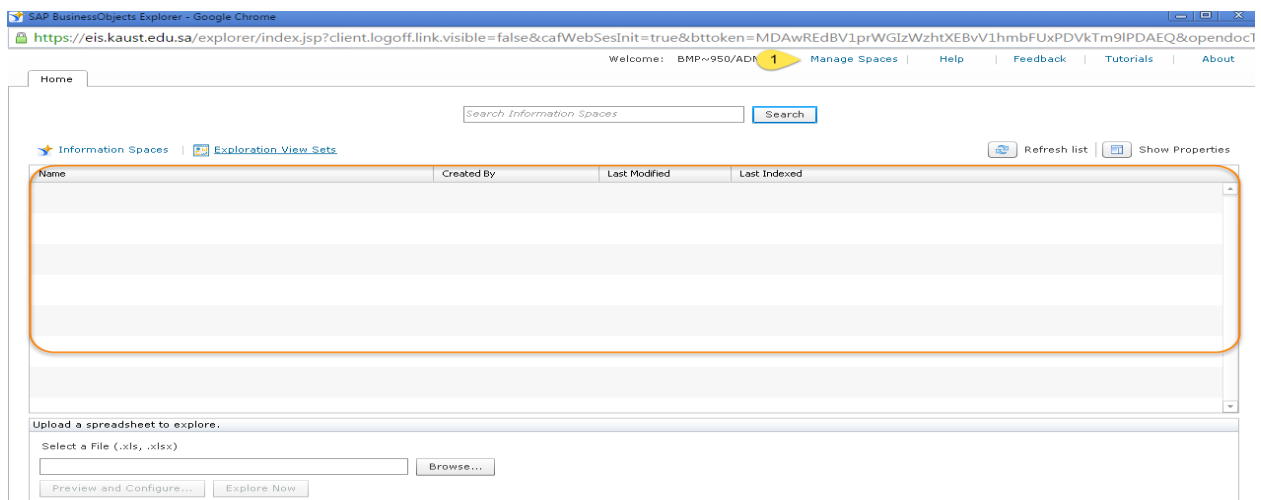 SAP BusinessObjects Explorer - Google Chrome
https://eis.kaust.edu.sa/explorer/index.jsp?client.logoff.link.visible=false&cafWebSesInit=true&bttoken=MDAwREdBV1prWGIzWzhtXEBvV1hmbFUxPDVkTm9lPDAEQ&opendocT
Welcome: BMP~950/ADM 1 Manage Spaces | Help | Feedback | Tutorials | About
Home
Search Information Spaces Search
Information Spaces | Exploration View Sets Refresh list | Show Properties
Name Created By Last Modified Last Indexed
Upload a spreadsheet to explore.
Select a File (.xls, .xlsx)
Browse...
Preview and Configure... Explore Now